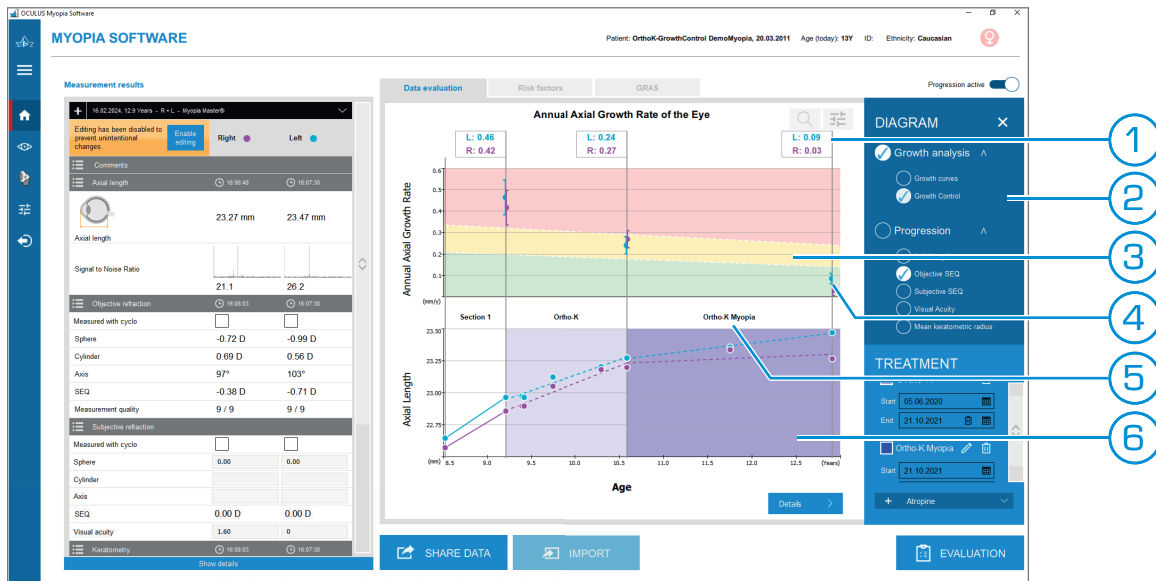 OCULUS Myopia Software
MYOPIA SOFTWARE
Patient: OrthoK-GrowthControl DemoMyopia, 20.03.2011 Age (today): 13Y ID: Ethnicity: Caucasian
Measurement results
Data evaluation Risk factors GRAS
Progression active
16.02.2024, 12.9 Years - R + L - Myopia Master®
Editing has been disabled to
prevent unintentional
changes.
Enable
editing
Right Left
Comments
Axial length 16:06:48 16:07:30
23.27 mm 23.47 mm
Axial length
Signal to Noise Ratio
21.1 26.2
Objective refraction 16:08:03 16:07:30
Measured with cyclo
Sphere -0.72 D -0.99 D
Cylinder 0.69 D 0.56 D
Axis 97° 103°
SEQ -0.38 D -0.71 D
Measurement quality 9 / 9 9 / 9
Subjective refraction
Measured with cyclo
Sphere 0.00 0.00
Cylinder
Axis
SEQ 0.00 D 0.00 D
Visual acuity 1.60 0
Keratometry 16:08:03 16:07:30
Show details
Annual Axial Growth Rate of the Eye
L: 0.46 L: 0.24 L: 0.09
R: 0.42 R: 0.27 R: 0.03
Annual Axial Growth Rate
0.6
0.5
0.4
0.3
0.2
0.1
(mm/y)
Section 1 Ortho-K Ortho-K Myopia
Axial Length
23.50
23.25
23.00
22.75
(mm) 8.5 9.0 9.5 10.0 10.5 11.0 11.5 12.0 12.5 (Years)
Age
Details
SHARE DATA IMPORT EVALUATION
DIAGRAM
Growth analysis
Growth curves
Growth Control
Progression
Objective SEQ
Subjective SEQ
Visual Acuity
Mean keratometric radius
TREATMENT
Start 05.06.2020
End 21.10.2021
Ortho-K Myopia
Start 21.10.2021
+ Atropine
1
2
3
4
5
6